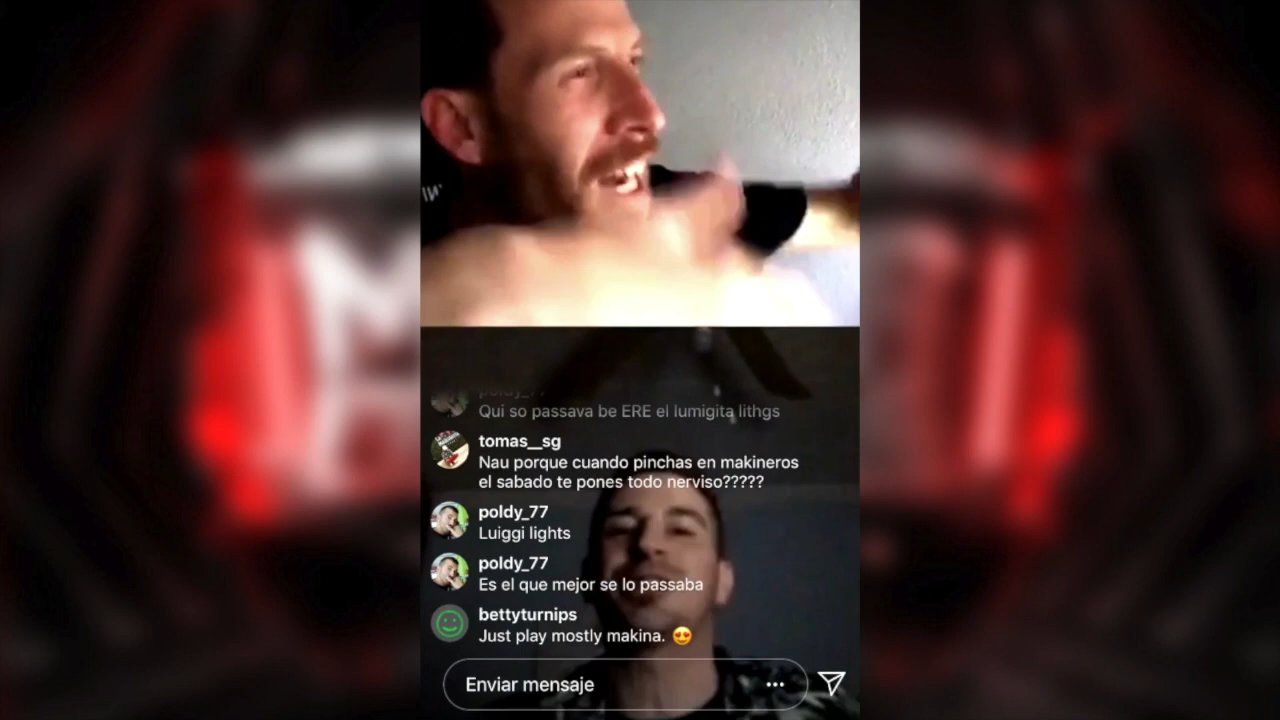 poldy_77
Qui so passava be ERE el lumigita lithgs
tomas__sg
Nau porque cuando pinchas en makineros
el sabado te pones todo nerviso?????
poldy_77
Luiggi lights
poldy_77
Es el que mejor se lo passaba
bettyturnips
Just play mostly makina. 😍
Enviar mensaje